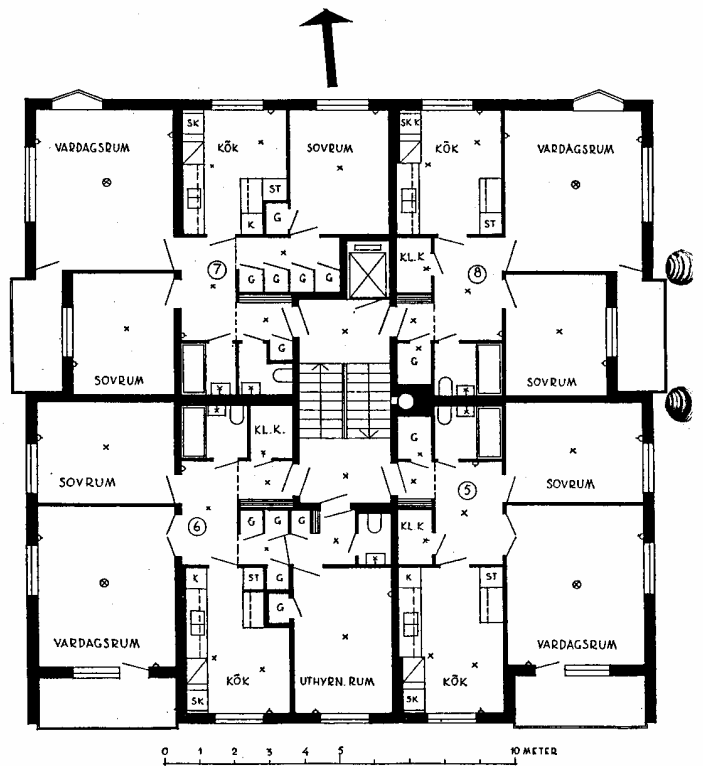 SK
KÖK
SOVRUM
SK K
KÖK
VARDAGSRUM
VARDAGSRUM
ST
K
G
ST
KL.K
7
G G G G
8
G
G
SOVRUM
SOVRUM
KL.K.
G
SOVRUM
SOVRUM
5
6
G G G
KL K
K
ST
G
K
ST
G
VARDAGSRUM
VARDAGSRUM
KÖK
UTHYRN. RUM
KÖK
SK
SK
0 1 2 3 4 5 10 METER